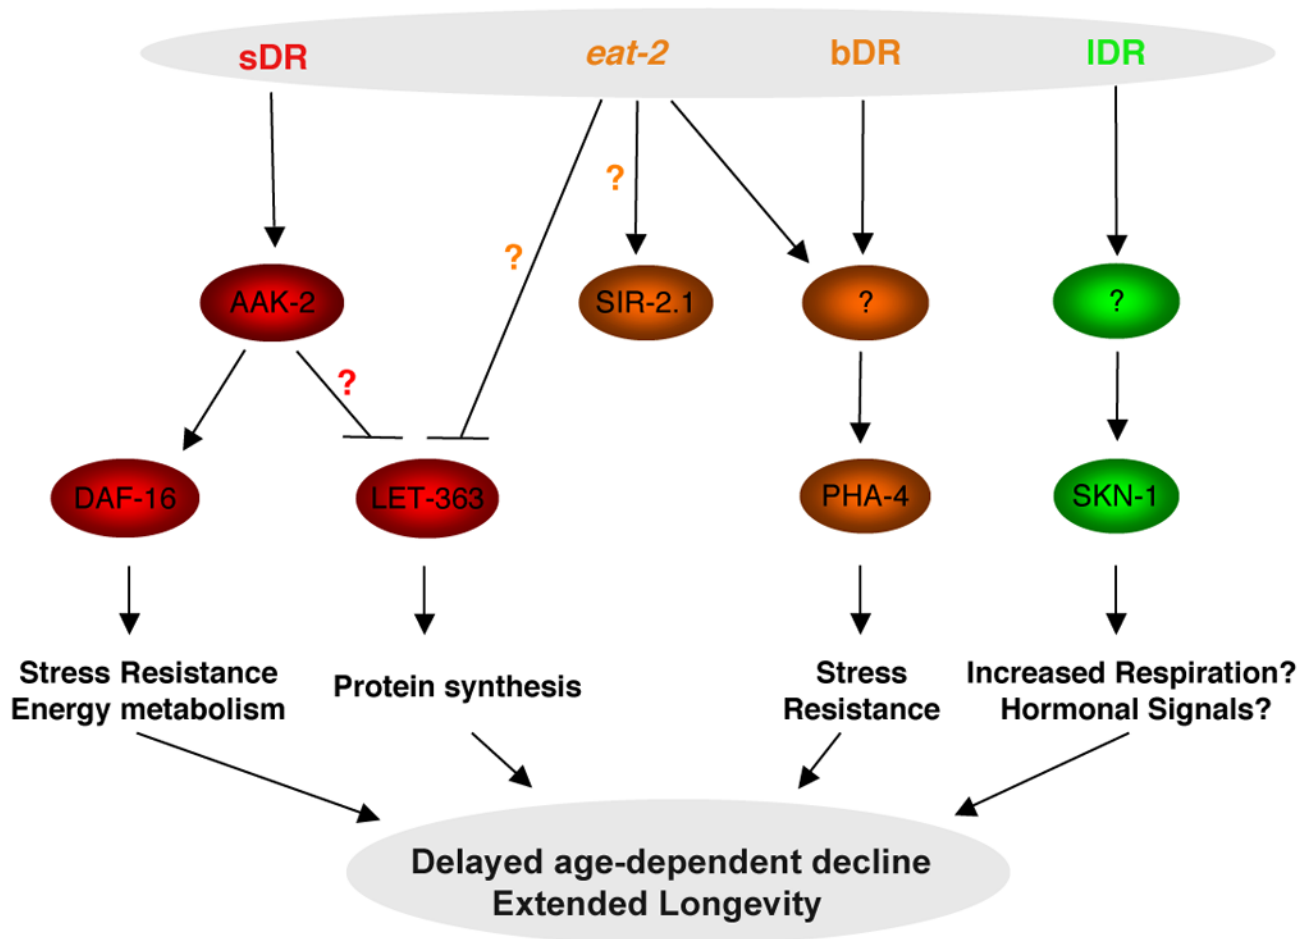 sDR eat-2 bDR lDR
?
?
AAK-2 SIR-2.1 ? ?
?
DAF-16 LET-363 PHA-4 SKN-1
Stress Resistance
Energy metabolism
Protein synthesis
Stress
Resistance
Increased Respiration?
Hormonal Signals?
Delayed age-dependent decline
Extended Longevity